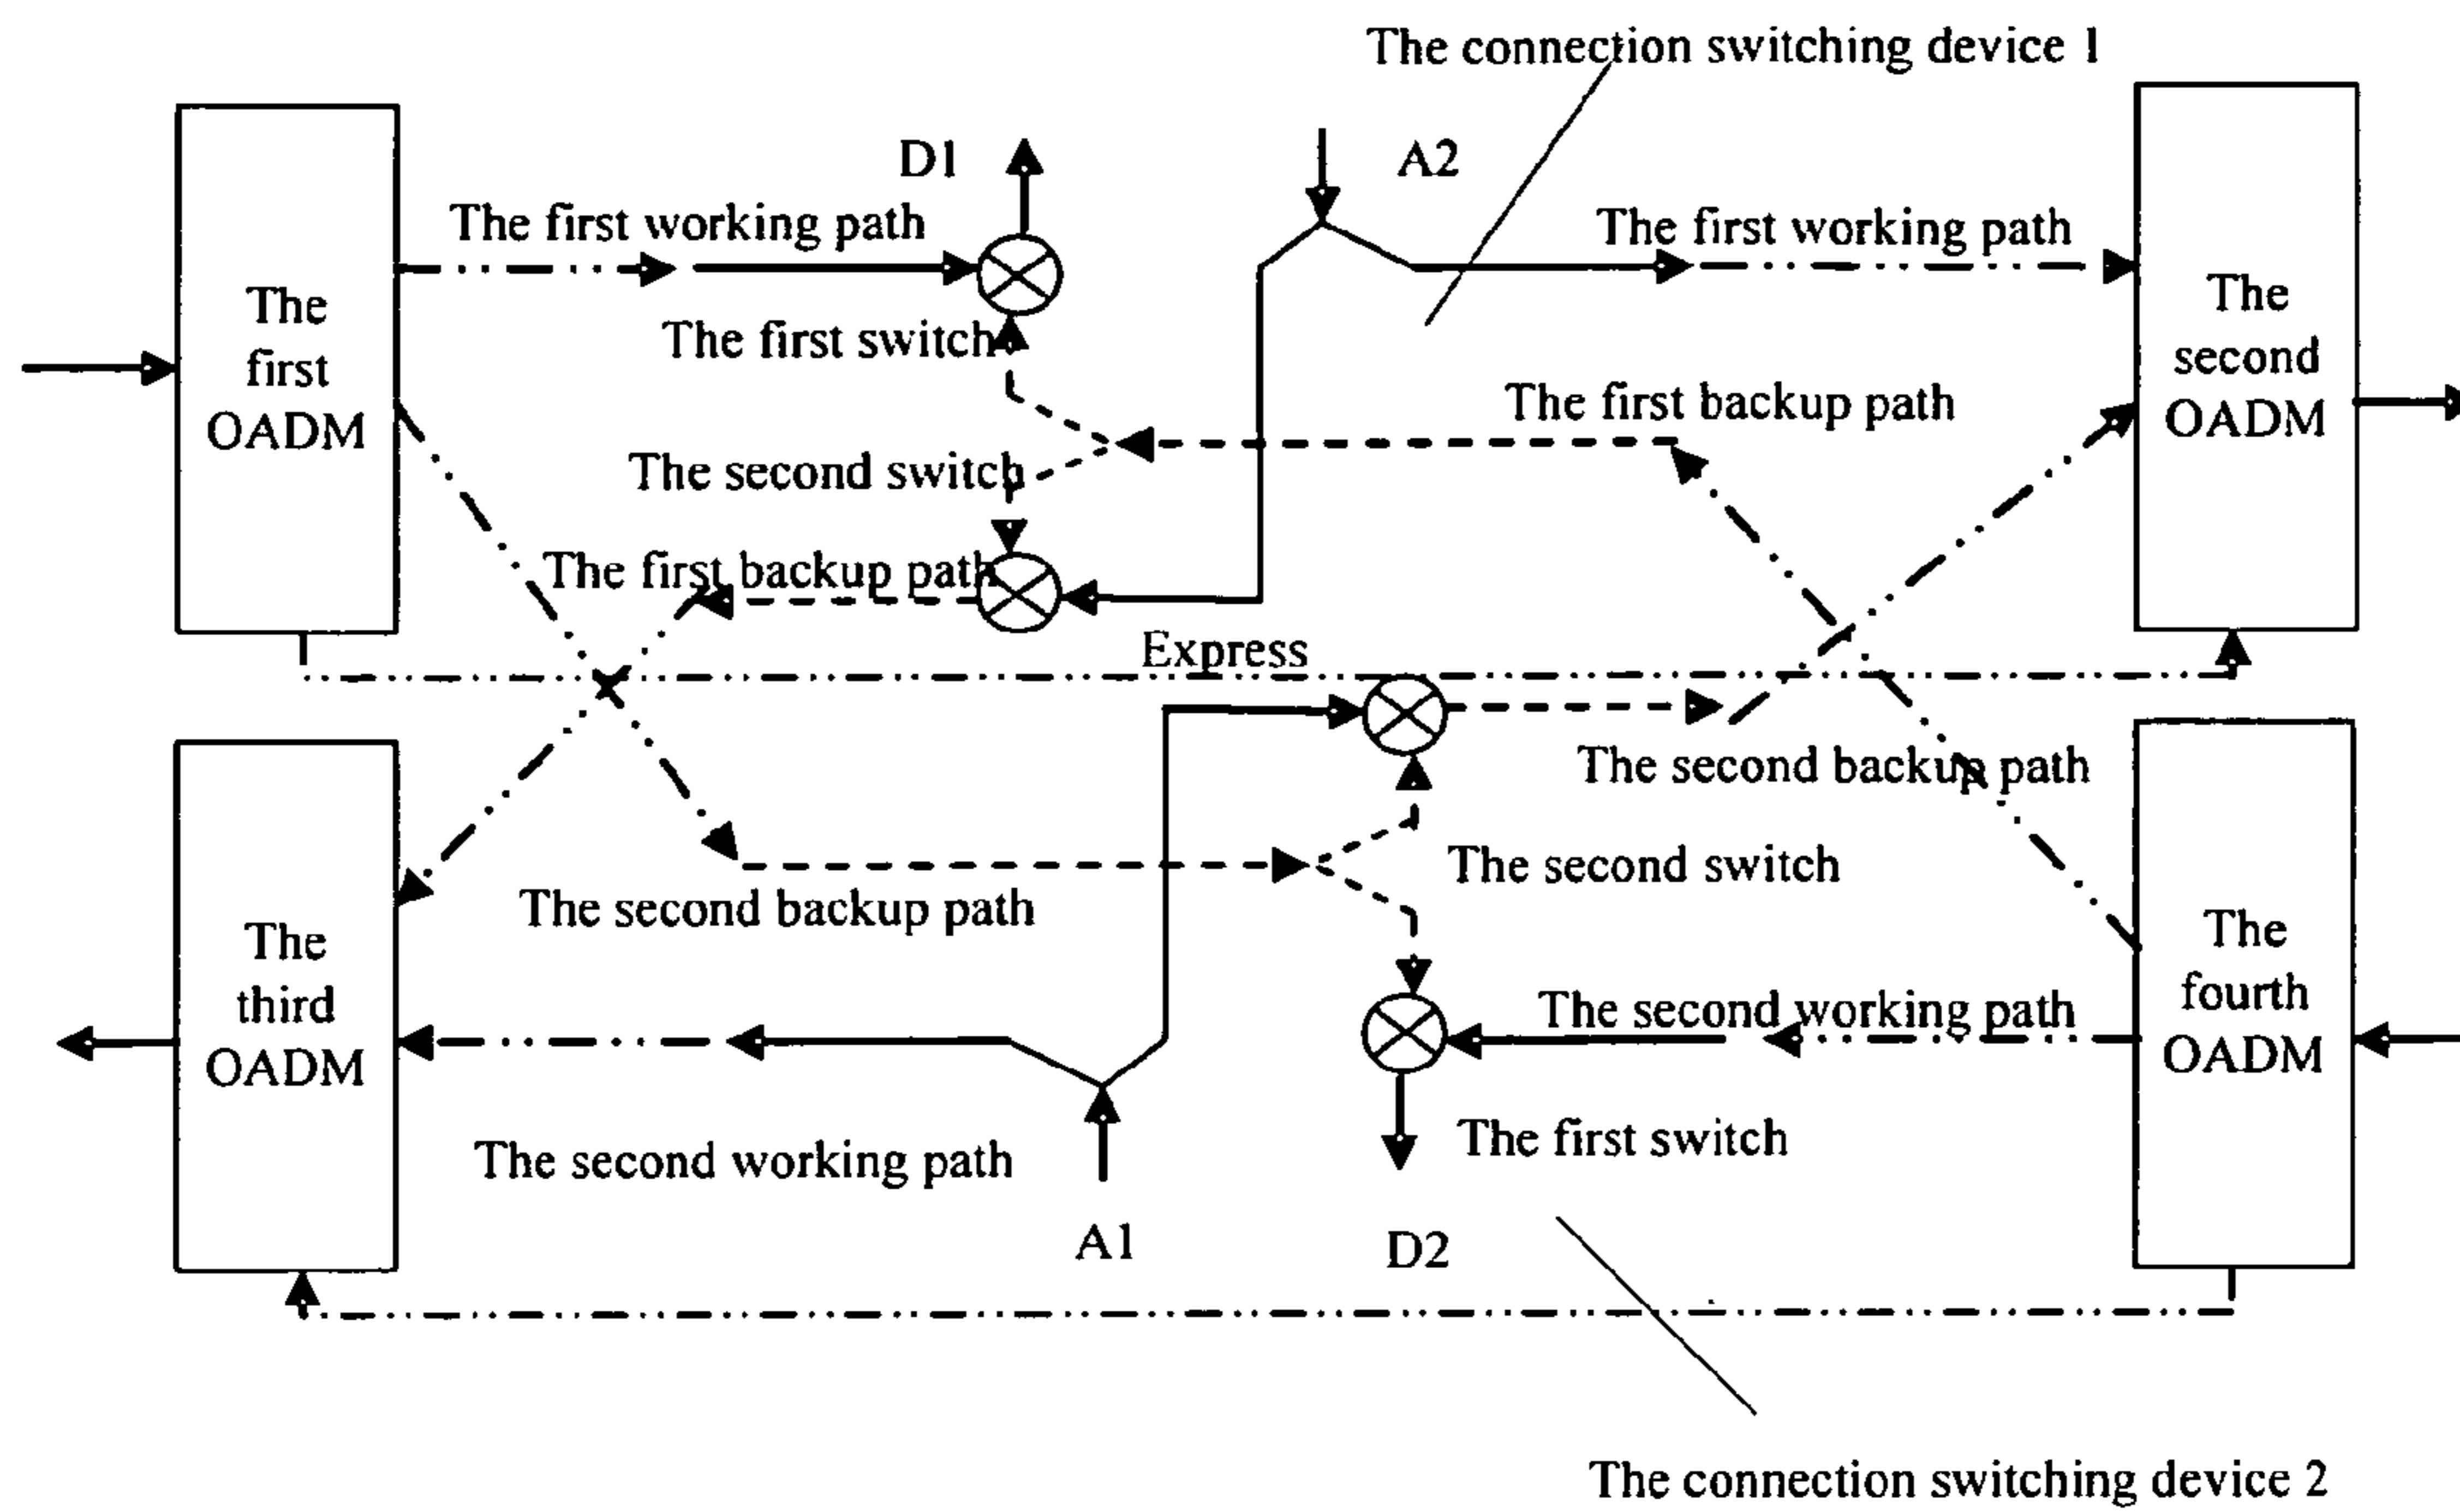 The connection switching device 1
D1
A2
The first working path
The first working path
The
first
OADM
The
second
OADM
The first switch
The first backup path
The second switch
The first backup path
Express
The second backup path
The second switch
The second backup path
The
third
OADM
The
fourth
OADM
The second working path
The first switch
The second working path
A1
D2
The connection switching device 2